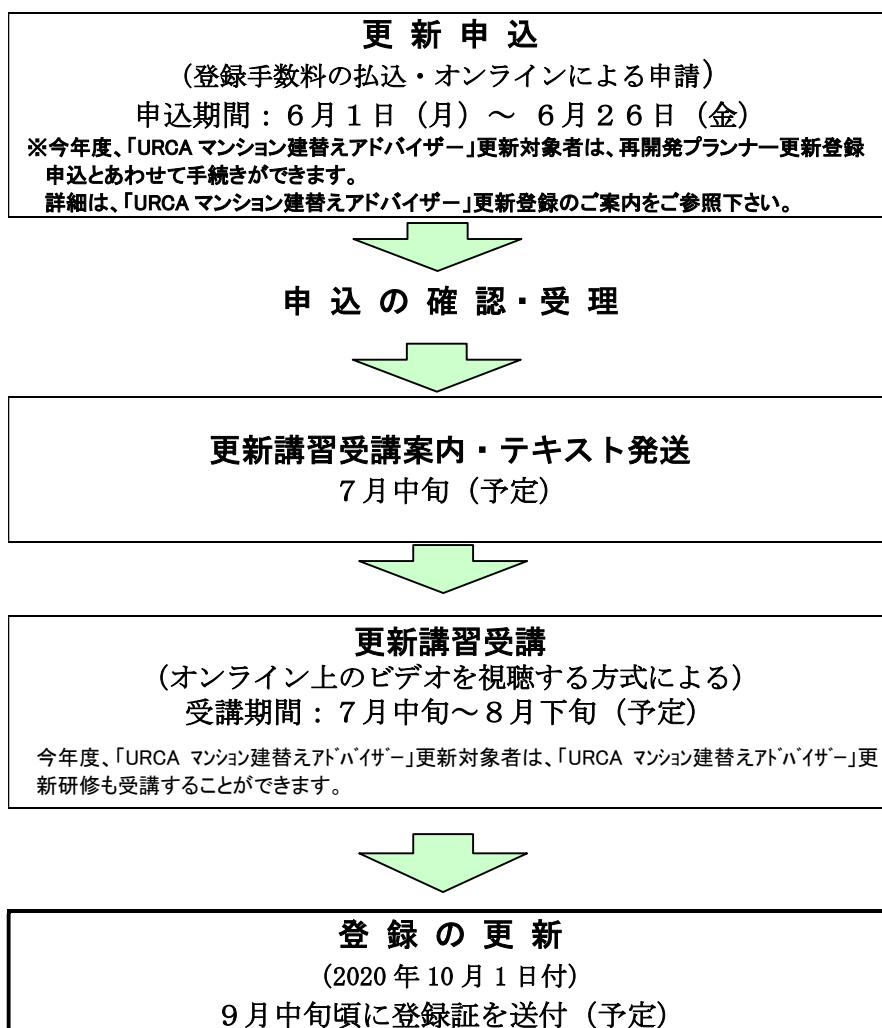 更 新 申 込
(登録手数料の払込・オンラインによる申請)
申込期間：６月１日（月）～ ６月２６日（金）
※今年度、「URCA マンション建替えアドバイザー」更新対象者は、再開発プランナー更新登録
申込とあわせて手続きができます。
詳細は、「URCA マンション建替えアドバイザー」更新登録のご案内をご参照下さい。
申 込 の 確 認・受 理
更新講習受講案内・テキスト発送
７月中旬（予定）
更新講習受講
（オンライン上のビデオを視聴する方式による）
受講期間：７月中旬～８月下旬（予定）
今年度、「URCA ﾏﾝｼｮﾝ建替えｱﾄﾞﾊﾞｲｻﾞｰ」更新対象者は、「URCA ﾏﾝｼｮﾝ建替えｱﾄﾞﾊﾞｲｻﾞｰ」更
新研修も受講することができます。
登 録 の 更 新
(2020 年 10 月 1 日付)
９月中旬頃に登録証を送付（予定）